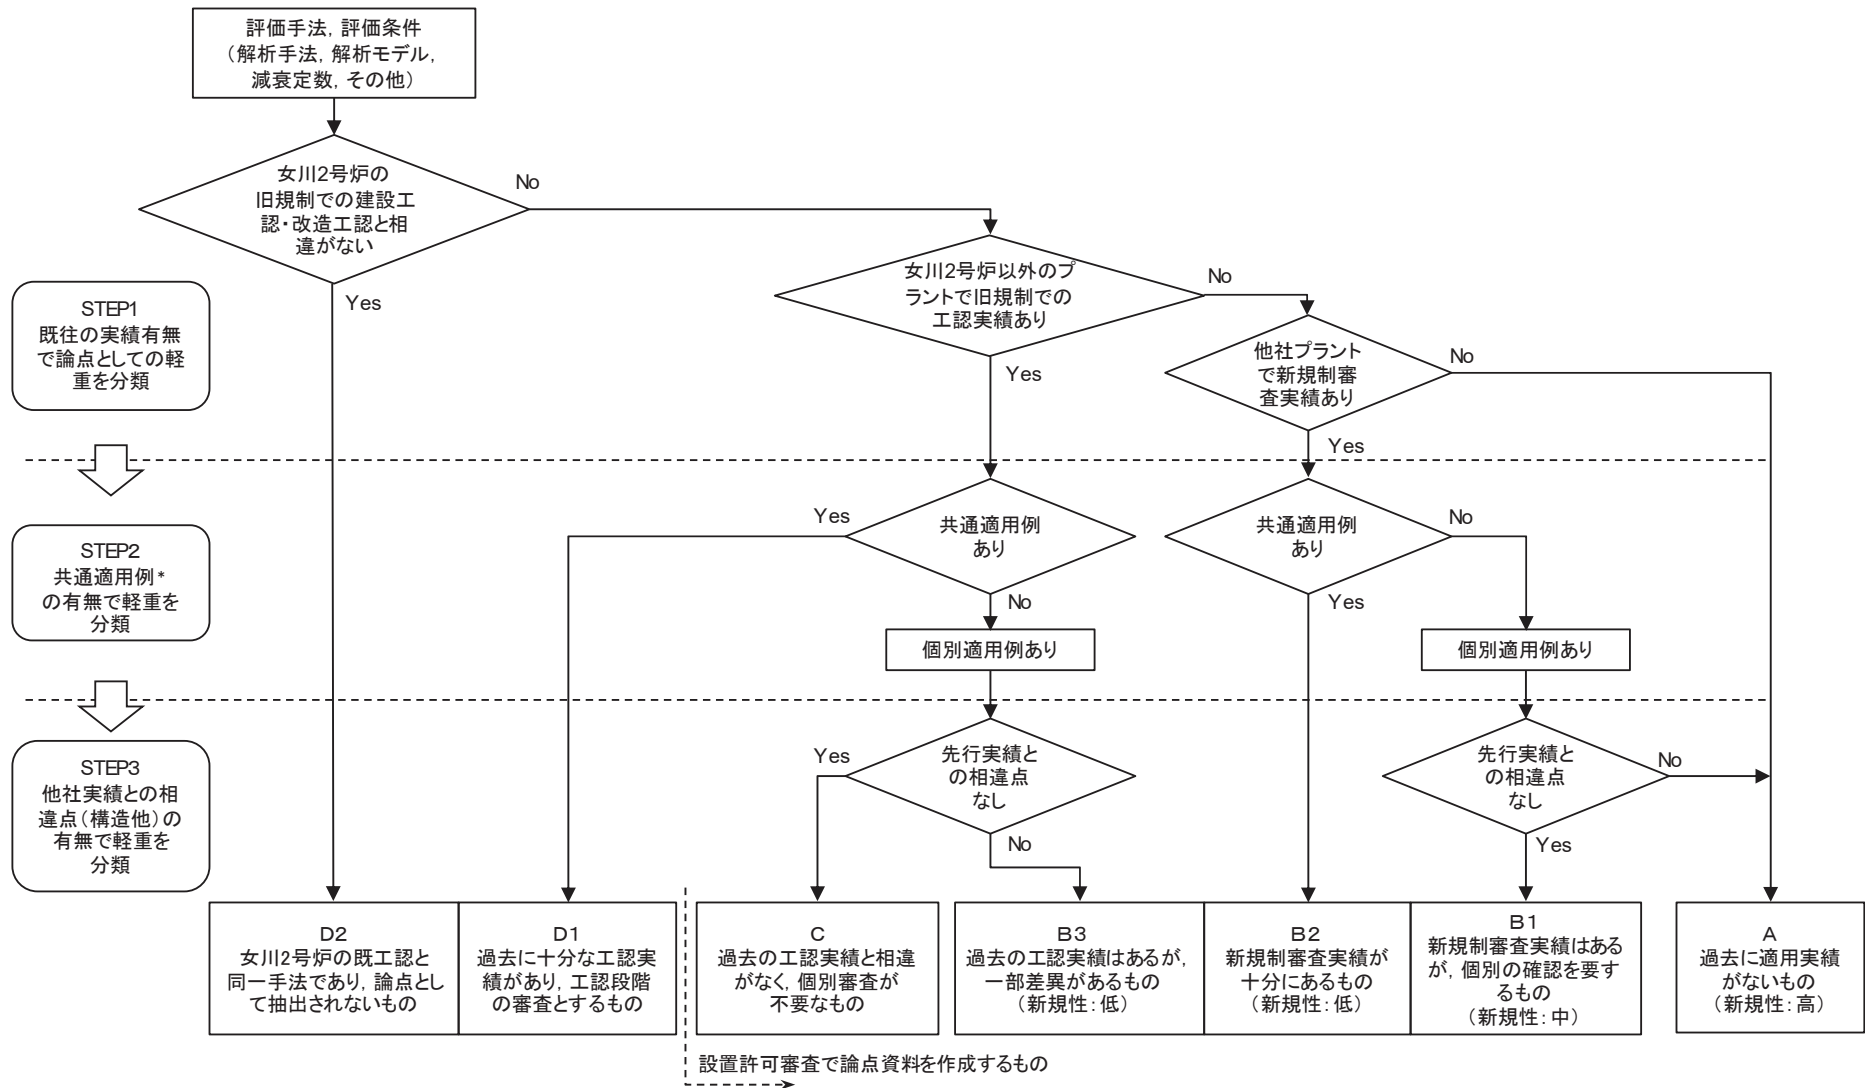 評価手法, 評価条件
（解析手法, 解析モデル,
減衰定数, その他）
女川2号炉の
旧規制での建設工
認・改造工認と相
違がない
No
Yes
女川2号炉以外のプ
ラントで旧規制での
工認実績あり
No
Yes
他社プラント
で新規制審
査実績あり
No
Yes
STEP1
既往の実績有無
で論点としての軽
重を分類
STEP2
共通適用例*
の有無で軽重を
分類
共通適用例
あり
Yes
No
共通適用例
あり
No
Yes
個別適用例あり
個別適用例あり
STEP3
他社実績との相
違点（構造他）の
有無で軽重を
分類
先行実績と
の相違点
なし
Yes
No
先行実績と
の相違点
なし
No
Yes
D2
女川2号炉の既工認と
同一手法であり, 論点とし
て抽出されないもの
D1
過去に十分な工認実
績があり, 工認段階
の審査とするもの
C
過去の工認実績と相違
がなく, 個別審査が
不要なもの
B3
過去の工認実績はあるが,
一部差異があるもの
（新規性：低）
B2
新規制審査実績が
十分にあるもの
（新規性：低）
B1
新規制審査実績はある
が, 個別の確認を要す
るもの
（新規性：中）
A
過去に適用実績
がないもの
（新規性：高）
設置許可審査で論点資料を作成するもの